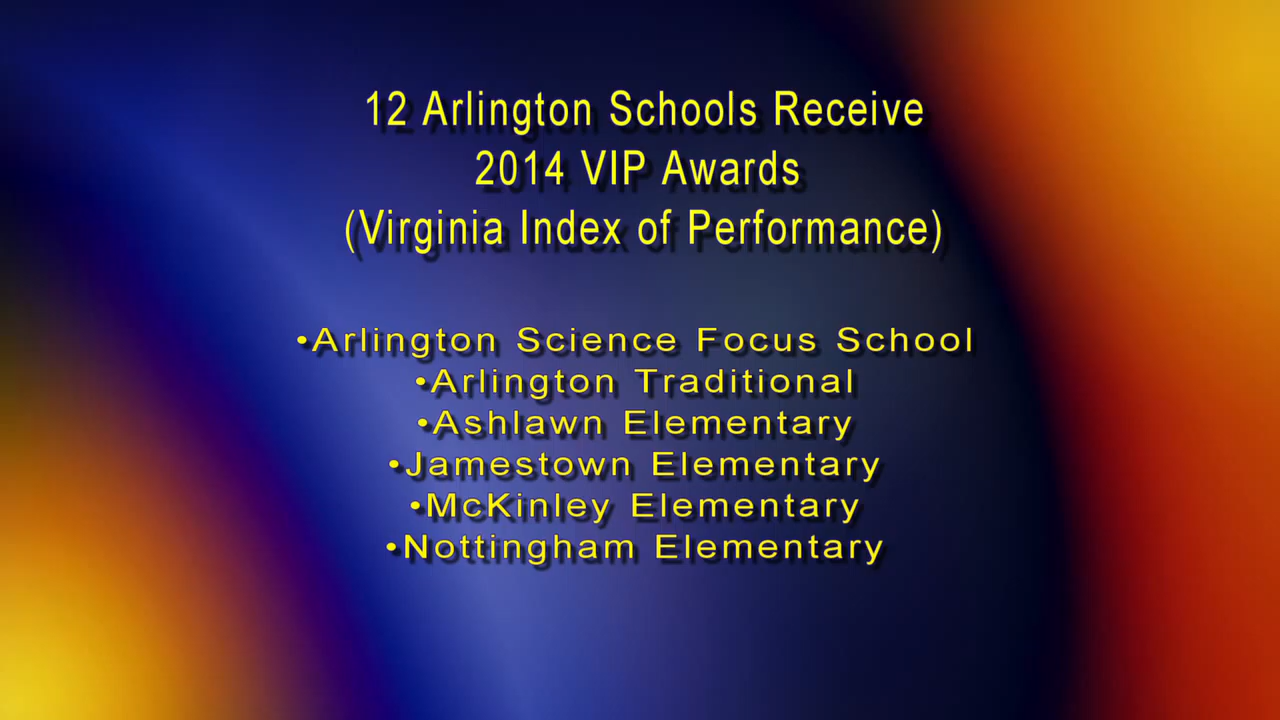 12 Arlington Schools Receive
2014 VIP Awards
(Virginia Index of Performance)
•Arlington Science Focus School
•Arlington Traditional
•Ashlawn Elementary
•Jamestown Elementary
•McKinley Elementary
•Nottingham Elementary